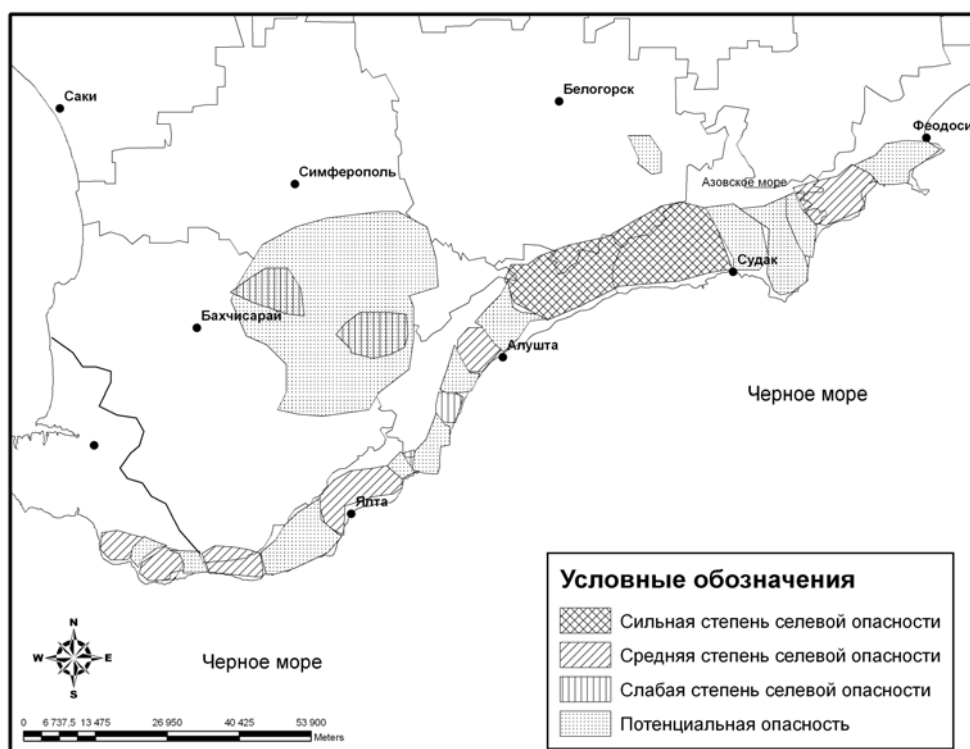 Саки
Белогорск
Феодоси
Симферополь
Азовское море
Судак
Бахчисарай
Алушта
Черное море
Ялта
Условные обозначения
Сильная степень селевой опасности
Средняя степень селевой опасности
Слабая степень селевой опасности
Потенциальная опасность
N
W E
S
Черное море
0 6 737,5 13 475 26 950 40 425 53 900
Meters